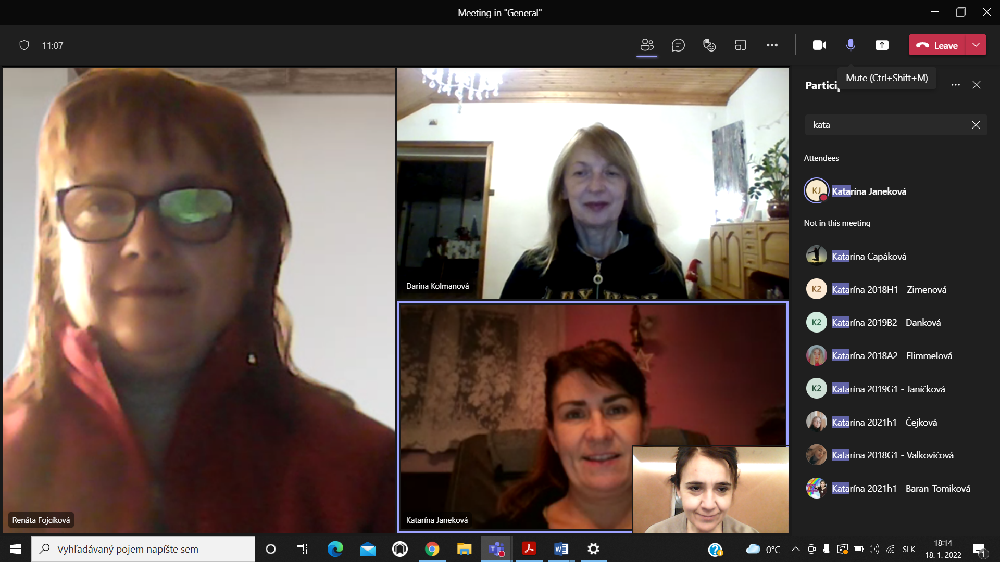 Meeting in "General"
11:07
Leave
Mute (Ctrl+Shift+M)
kata
Attendees
KJ
Katarína Janeková
Not in this meeting
Katarína Capáková
K2
Katarína 2018H1 - Zimenová
K2
Katarína 2019B2 - Danková
Katarína 2018A2 - Flimmelová
K2
Katarína 2019G1 - Janíčková
Katarína 2021h1 - Čejková
Katarína 2018G1 - Valkovičová
Katarína 2021h1 - Baran-Tomiková
Darina Kolmanová
Renáta Fojcíková
Katarína Janeková
Vyhľadávaný pojem napíšte sem
0°C
SLK
18:14
18. 1. 2022
1